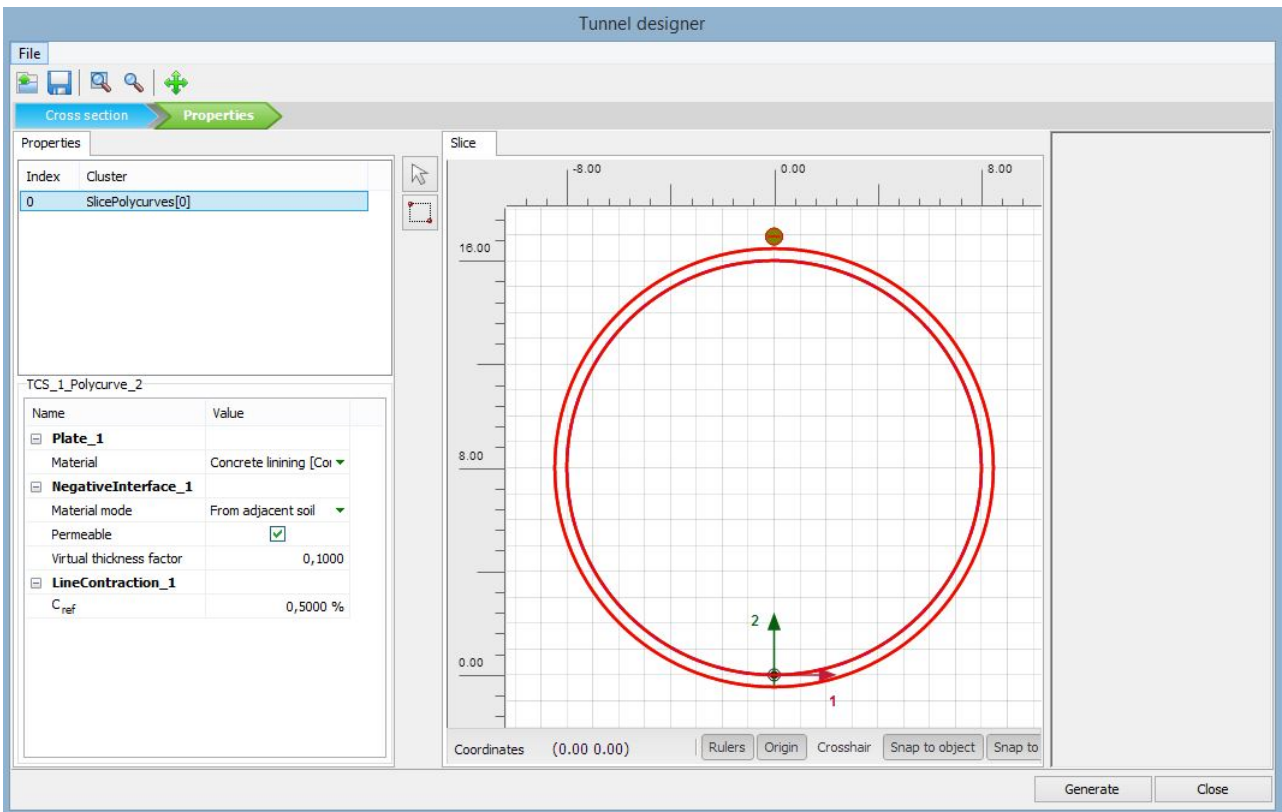 Tunnel designer
File
Cross section Properties
Properties
Index Cluster
0 SlicePolycurves[0]
TCS_1_Polycurve_2
Name Value
Plate_1
Material Concrete linining [Coı
NegativeInterface_1
Material mode From adjacent soil
Permeable
Virtual thickness factor 0,1000
LineContraction_1
C ref 0,5000 %
Slice
-8.00 0.00 8.00
16.00
8.00
0.00
2
1
Coordinates (0.00 0.00) Rulers Origin Crosshair Snap to object Snap to
Generate Close